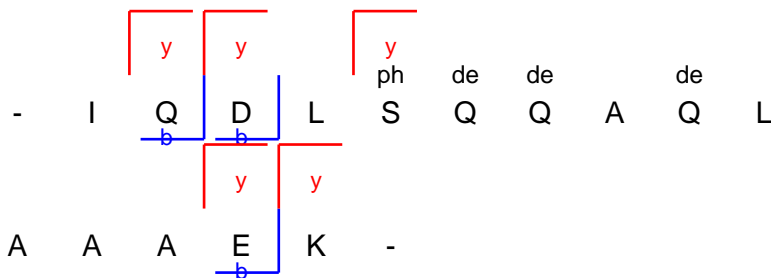 y y y
ph de de de
- I Q D L S Q Q A Q L
b b
y y
A A A E K -
b